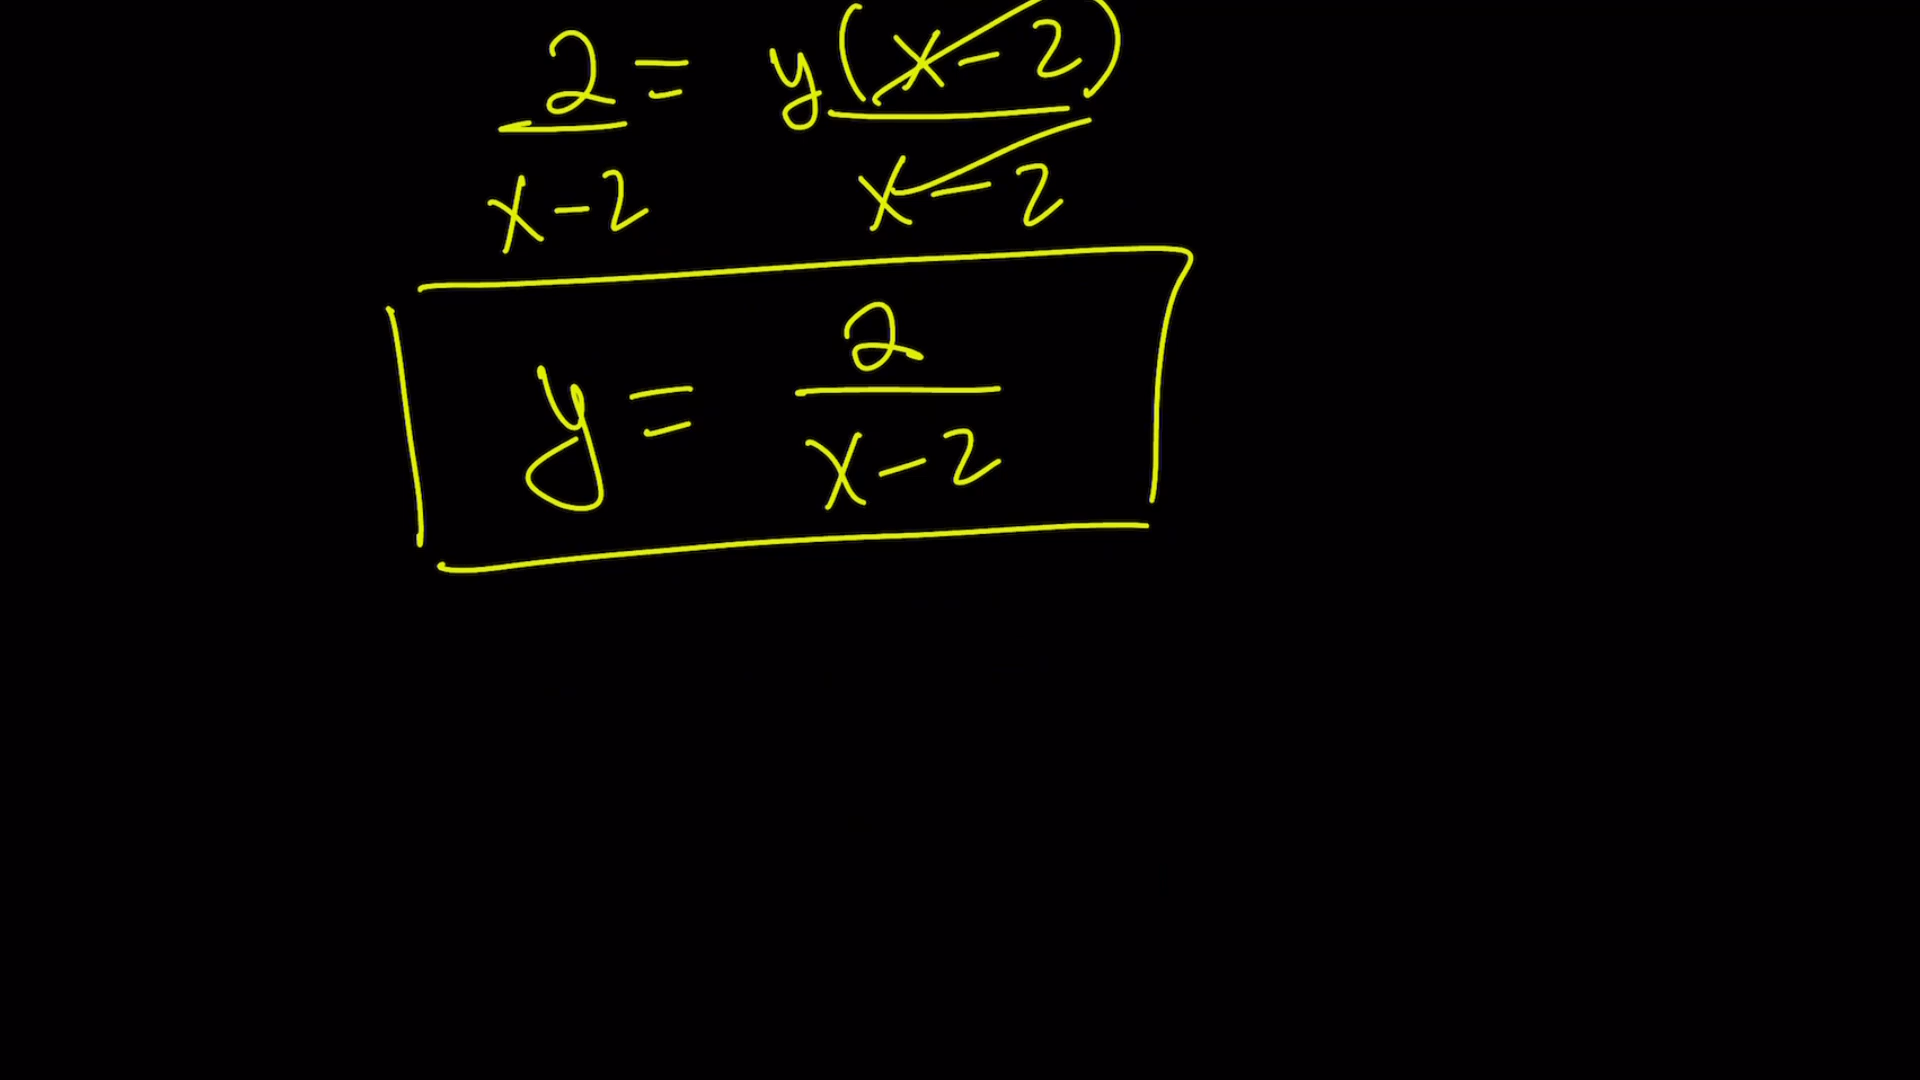 2 = y(x-2)
x-2 x-2
y = 2
x-2